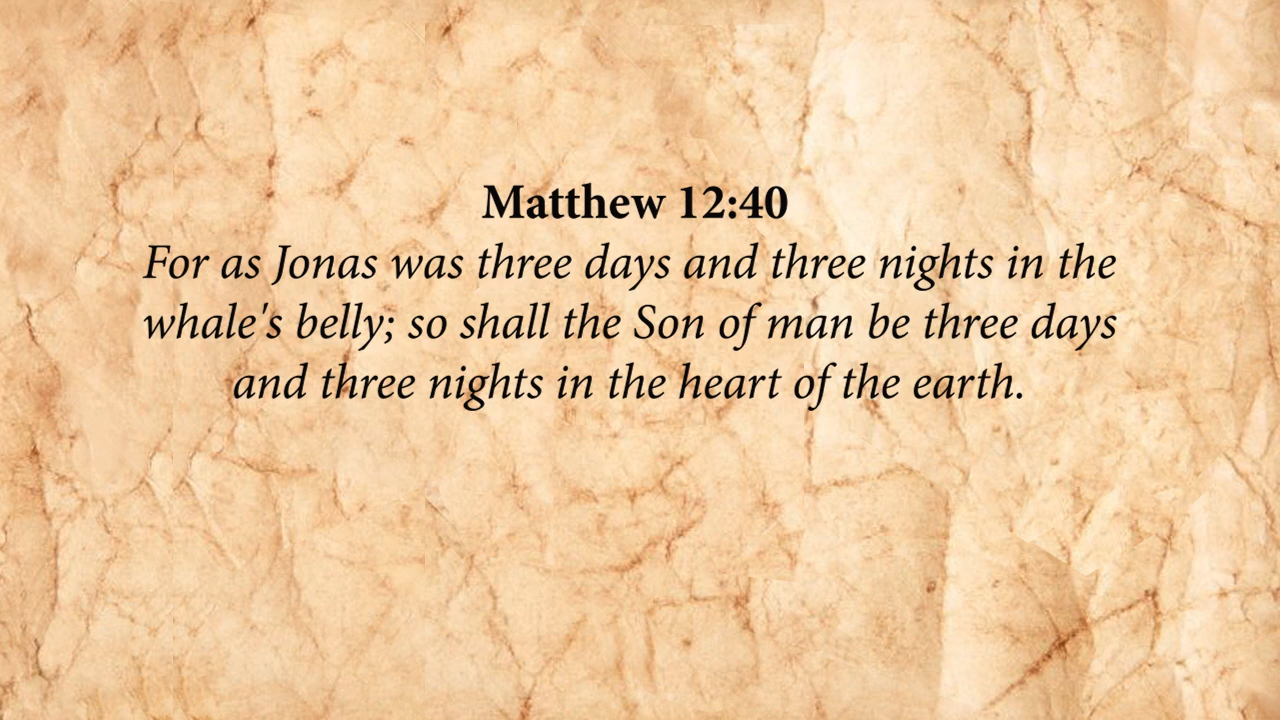 Matthew 12:40
For as Jonas was three days and three nights in the
whale's belly; so shall the Son of man be three days
and three nights in the heart of the earth.